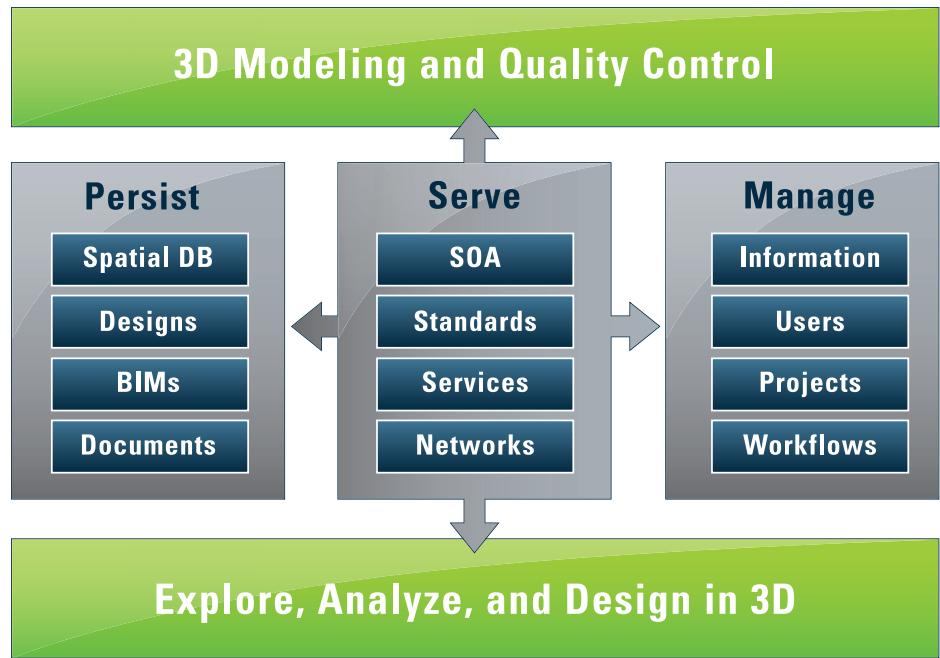 3D Modeling and Quality Control
Persist
Spatial DB
Designs
BIMs
Documents
Serve
SOA
Standards
Services
Networks
Manage
Information
Users
Projects
Workflows
Explore, Analyze, and Design in 3D